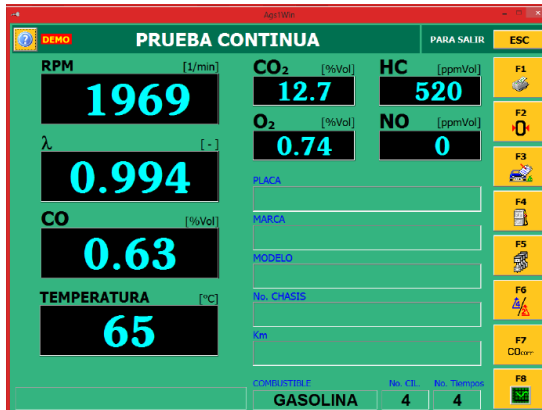 Ags1Win
DEMO PRUEBA CONTINUA PARA SALIR ESC
RPM [1/min]
1969
λ [-]
0.994
CO [%Vol]
0.63
TEMPERATURA [°C]
65
CO₂ [%Vol]
12.7
HC [ppmVol]
520
O₂ [%Vol]
0.74
NO [ppmVol]
0
PLACA
MARCA
MODELO
No. CHASIS
Km
COMBUSTIBLE No. CIL. No. Tiempos
GASOLINA 4 4
F1
F2
0
F3
F4
F5
F6
F7
COcorr
F8